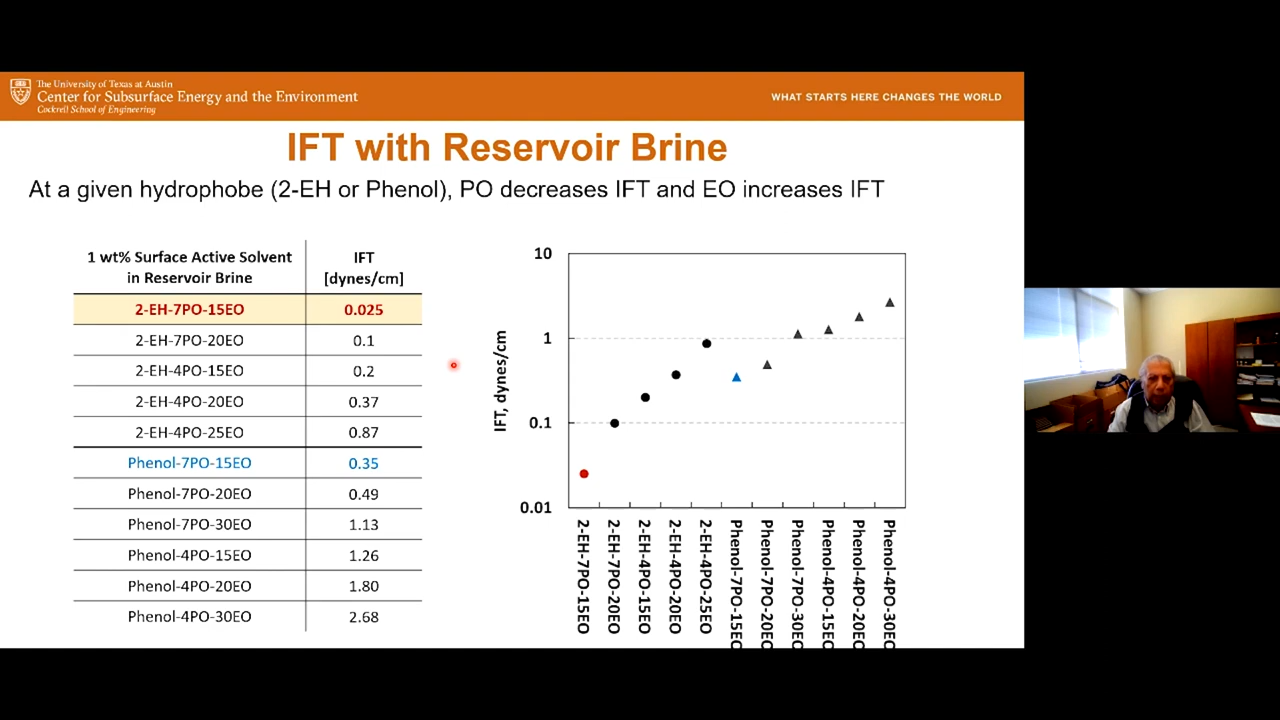 The University of Texas at Austin
Center for Subsurface Energy and the Environment
Cockrell School of Engineering
WHAT STARTS HERE CHANGES THE WORLD
IFT with Reservoir Brine
At a given hydrophobe (2-EH or Phenol), PO decreases IFT and EO increases IFT
1 wt% Surface Active Solvent
in Reservoir Brine
IFT
[dynes/cm]
2-EH-7PO-15EO 0.025
2-EH-7PO-20EO 0.1
2-EH-4PO-15EO 0.2
2-EH-4PO-20EO 0.37
2-EH-4PO-25EO 0.87
Phenol-7PO-15EO 0.35
Phenol-7PO-20EO 0.49
Phenol-7PO-30EO 1.13
Phenol-4PO-15EO 1.26
Phenol-4PO-20EO 1.80
Phenol-4PO-30EO 2.68
IFT, dynes/cm
10
1
0.1
0.01
2-EH-7PO-15EO
2-EH-7PO-20EO
2-EH-4PO-15EO
2-EH-4PO-20EO
2-EH-4PO-25EO
Phenol-7PO-15EO
Phenol-7PO-20EO
Phenol-7PO-30EO
Phenol-4PO-15EO
Phenol-4PO-20EO
Phenol-4PO-30EO